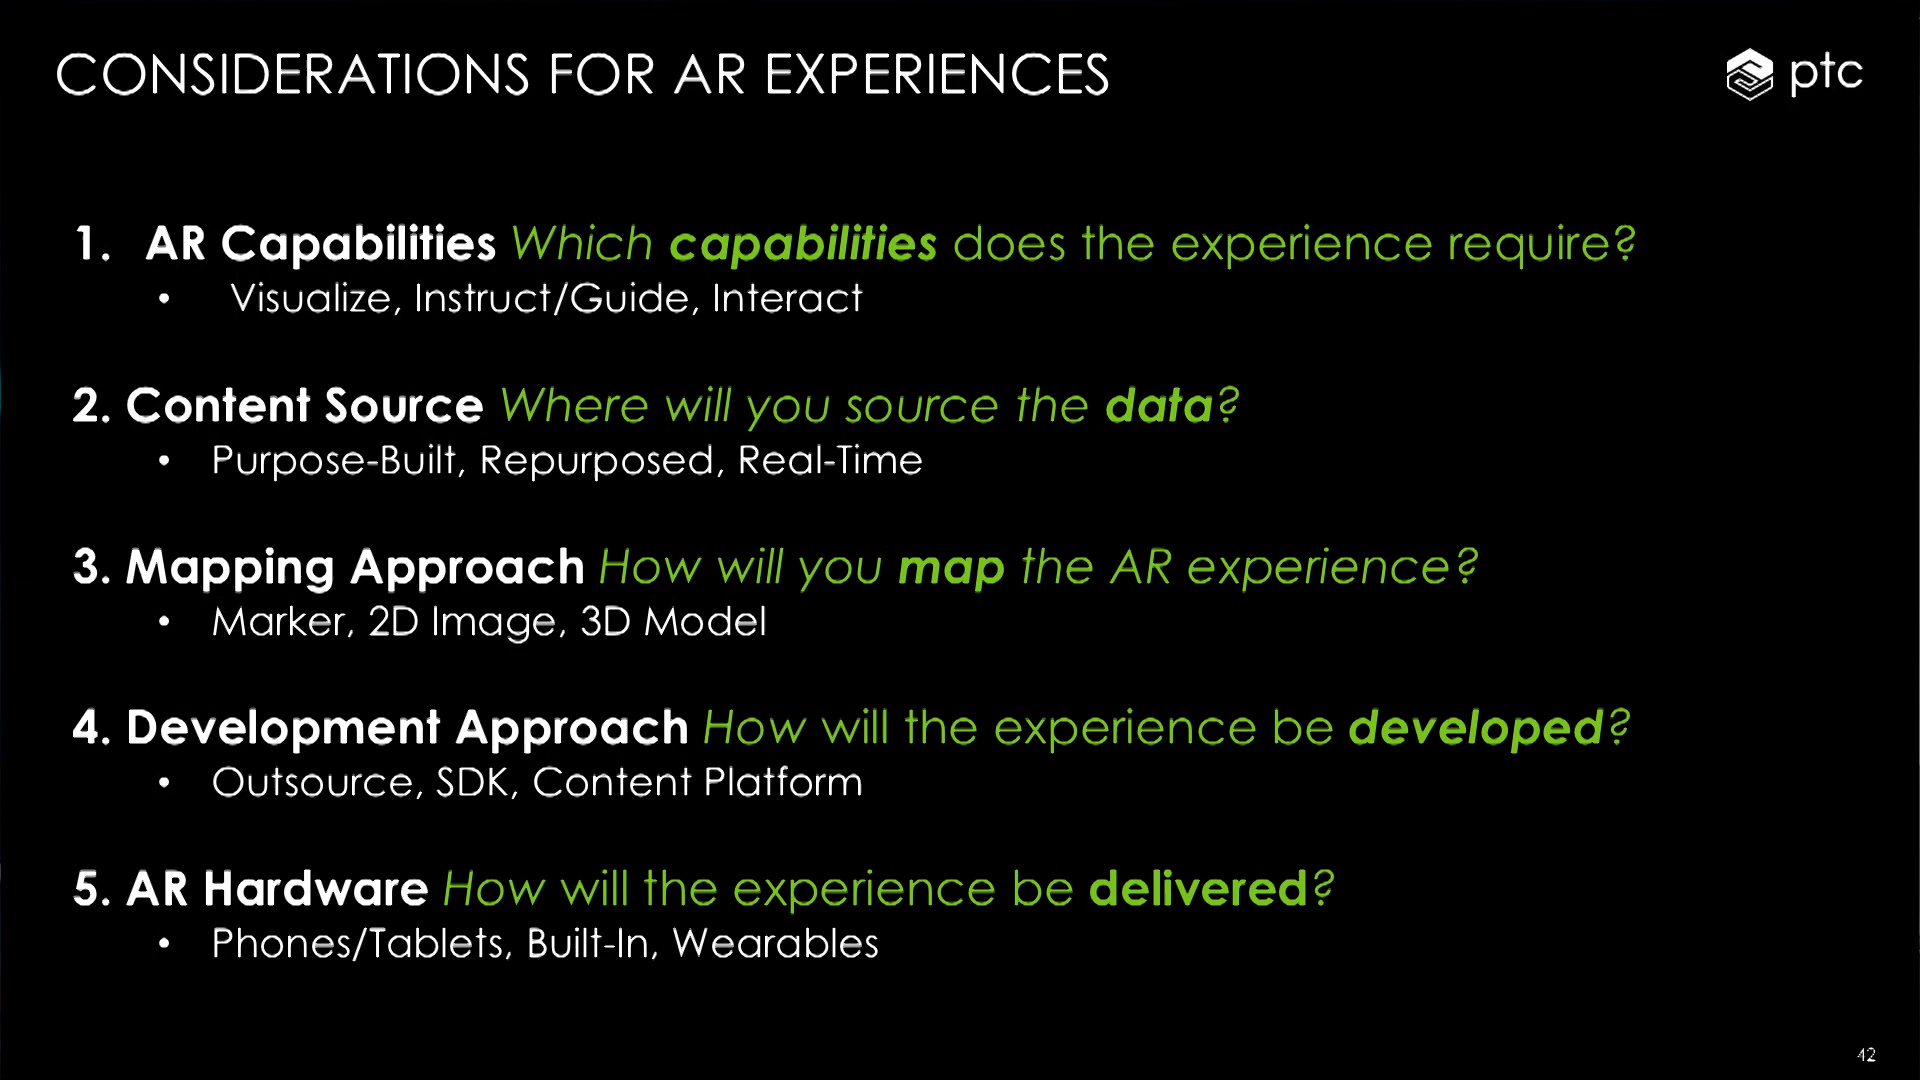 CONSIDERATIONS FOR AR EXPERIENCES
ptc
1. AR Capabilities Which capabilities does the experience require?
• Visualize, Instruct/Guide, Interact
2. Content Source Where will you source the data?
• Purpose-Built, Repurposed, Real-Time
3. Mapping Approach How will you map the AR experience?
• Marker, 2D Image, 3D Model
4. Development Approach How will the experience be developed?
• Outsource, SDK, Content Platform
5. AR Hardware How will the experience be delivered?
• Phones/Tablets, Built-In, Wearables
42